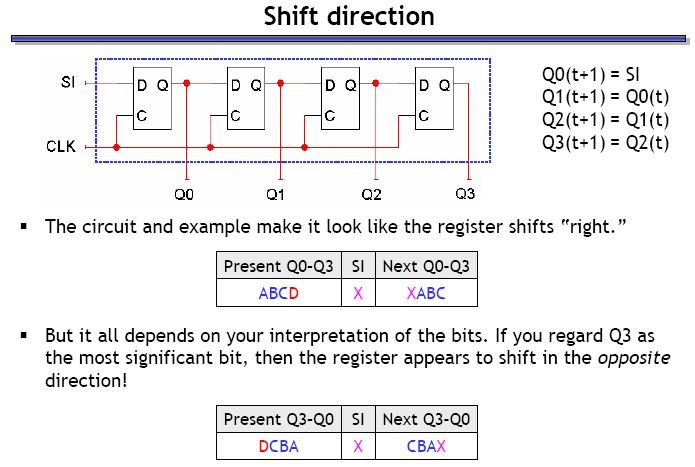 Shift direction
SI
D Q
D Q
D Q
D Q
C
C
C
C
CLK
Q0
Q1
Q2
Q3
Q0(t+1) = SI
Q1(t+1) = Q0(t)
Q2(t+1) = Q1(t)
Q3(t+1) = Q2(t)
▪ The circuit and example make it look like the register shifts “right.”
Present Q0-Q3 SI Next Q0-Q3
ABCD X XABC
▪ But it all depends on your interpretation of the bits. If you regard Q3 as
the most significant bit, then the register appears to shift in the opposite
direction!
Present Q3-Q0 SI Next Q3-Q0
DCBA X CBAX